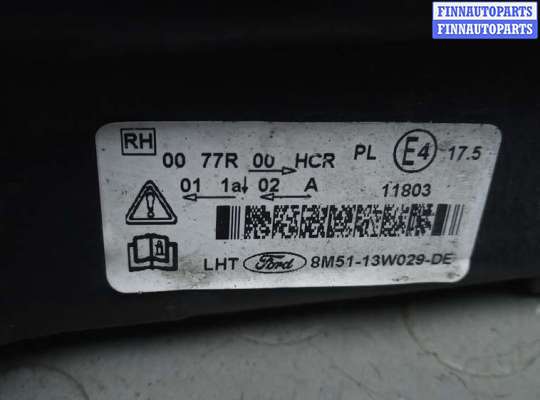 FINNAUTOPARTS
FINNAUTOPARTS
RH
00 77R 00 HCR PL E4 17.5
01 1a 02 A 11803
LHT Ford 8M51-13W029-DE